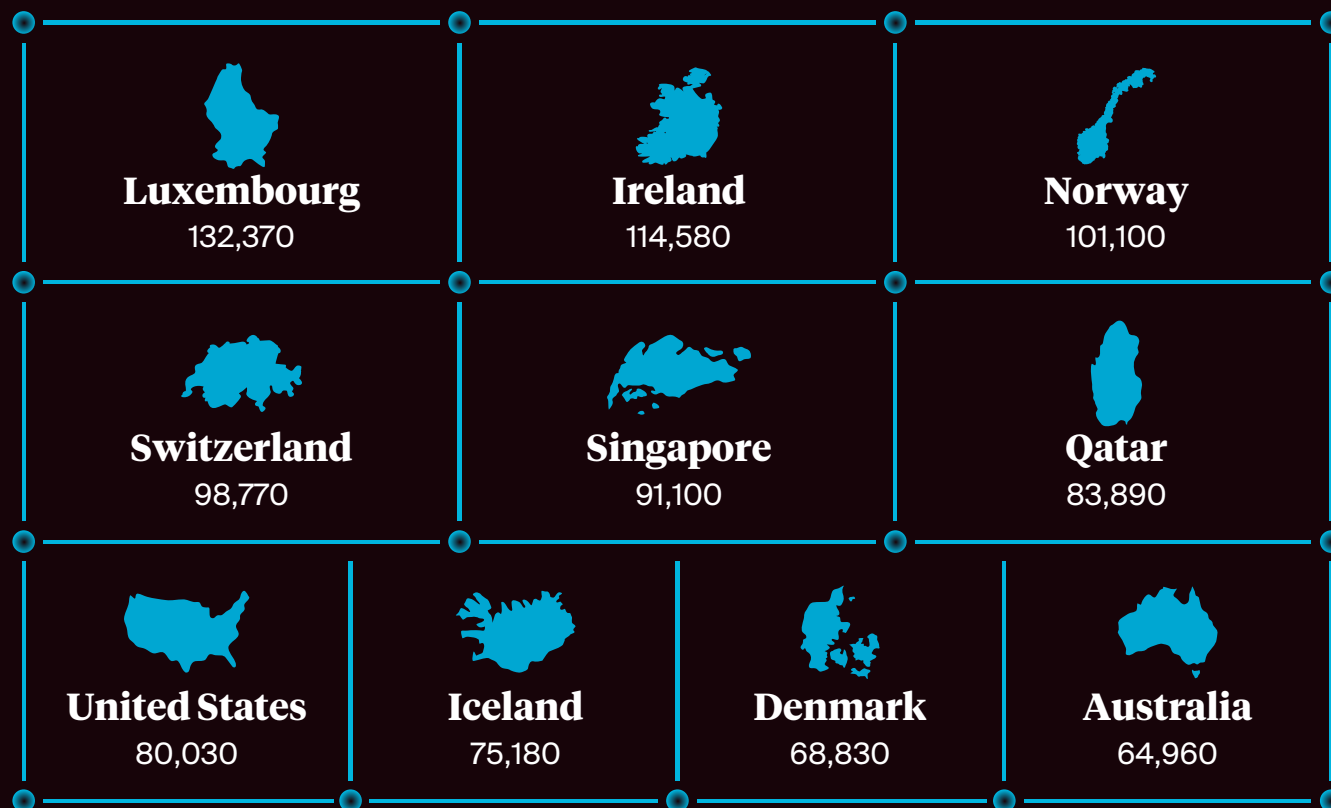 Luxembourg
132,370
Ireland
114,580
Norway
101,100
Switzerland
98,770
Singapore
91,100
Qatar
83,890
United States
80,030
Iceland
75,180
Denmark
68,830
Australia
64,960